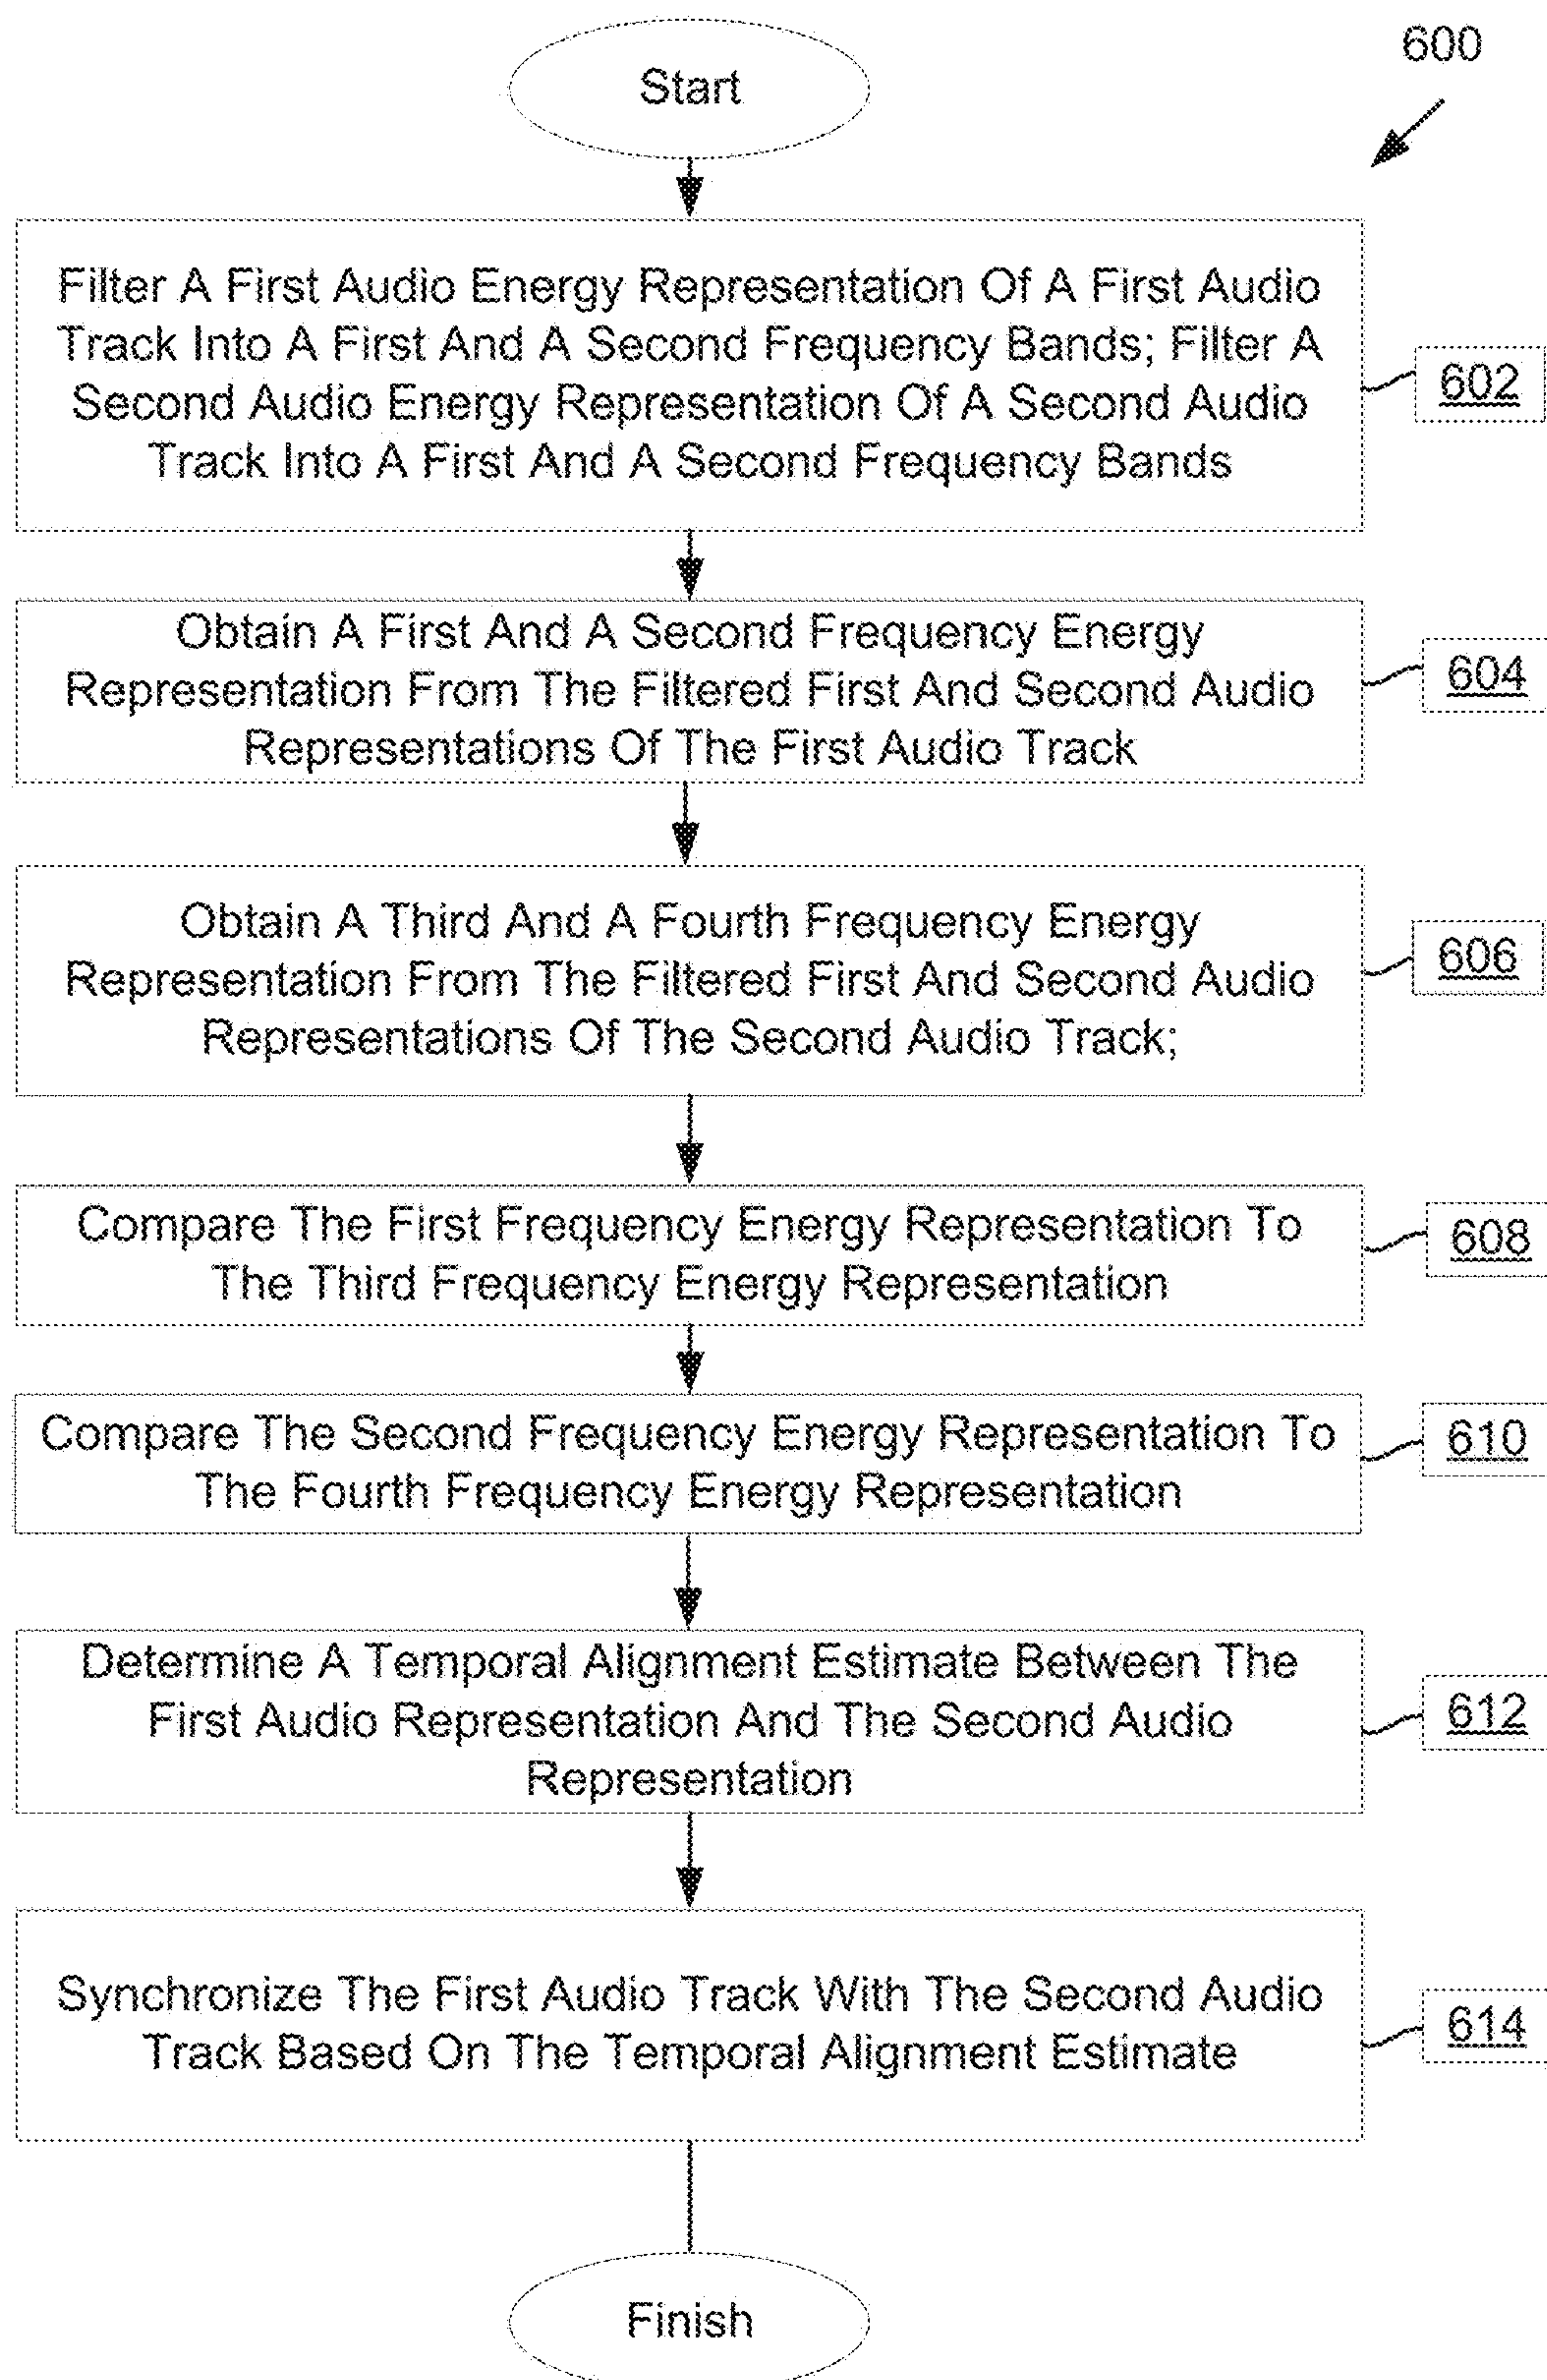 600
Start
Filter A First Audio Energy Representation Of A First Audio
Track Into A First And A Second Frequency Bands; Filter A
Second Audio Energy Representation Of A Second Audio
Track Into A First And A Second Frequency Bands
602
Obtain A First And A Second Frequency Energy
Representation From The Filtered First And Second Audio
Representations Of The First Audio Track
604
Obtain A Third And A Fourth Frequency Energy
Representation From The Filtered First And Second Audio
Representations Of The Second Audio Track;
606
Compare The First Frequency Energy Representation To
The Third Frequency Energy Representation
608
Compare The Second Frequency Energy Representation To
The Fourth Frequency Energy Representation
610
Determine A Temporal Alignment Estimate Between The
First Audio Representation And The Second Audio
Representation
612
Synchronize The First Audio Track With The Second Audio
Track Based On The Temporal Alignment Estimate
614
Finish